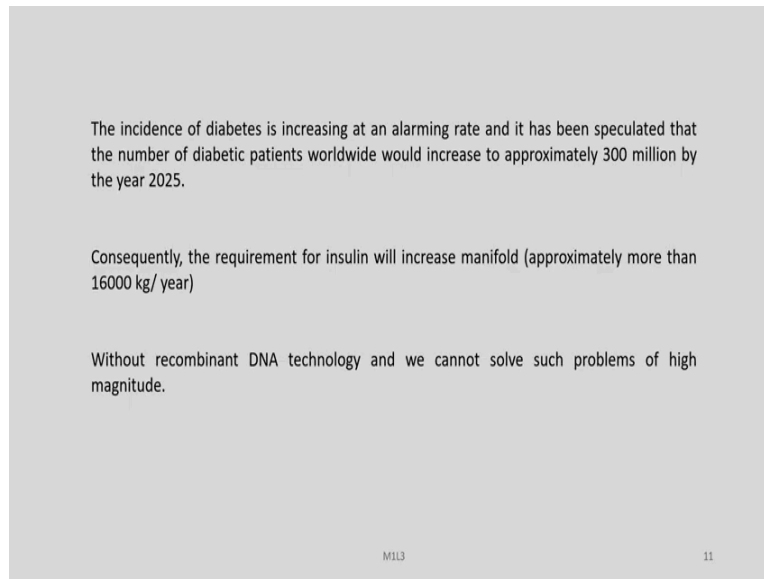 The incidence of diabetes is increasing at an alarming rate and it has been speculated that
the number of diabetic patients worldwide would increase to approximately 300 million by
the year 2025.
Consequently, the requirement for insulin will increase manifold (approximately more than
16000 kg/ year)
Without recombinant DNA technology and we cannot solve such problems of high
magnitude.
M1L3
11